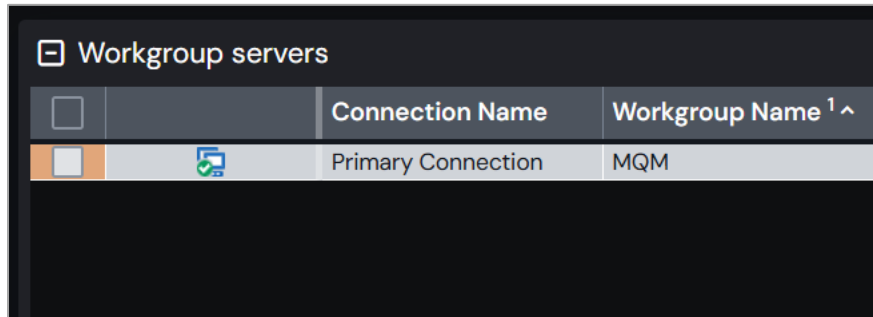 Workgroup servers
Connection Name Workgroup Name 1
Primary Connection MQM